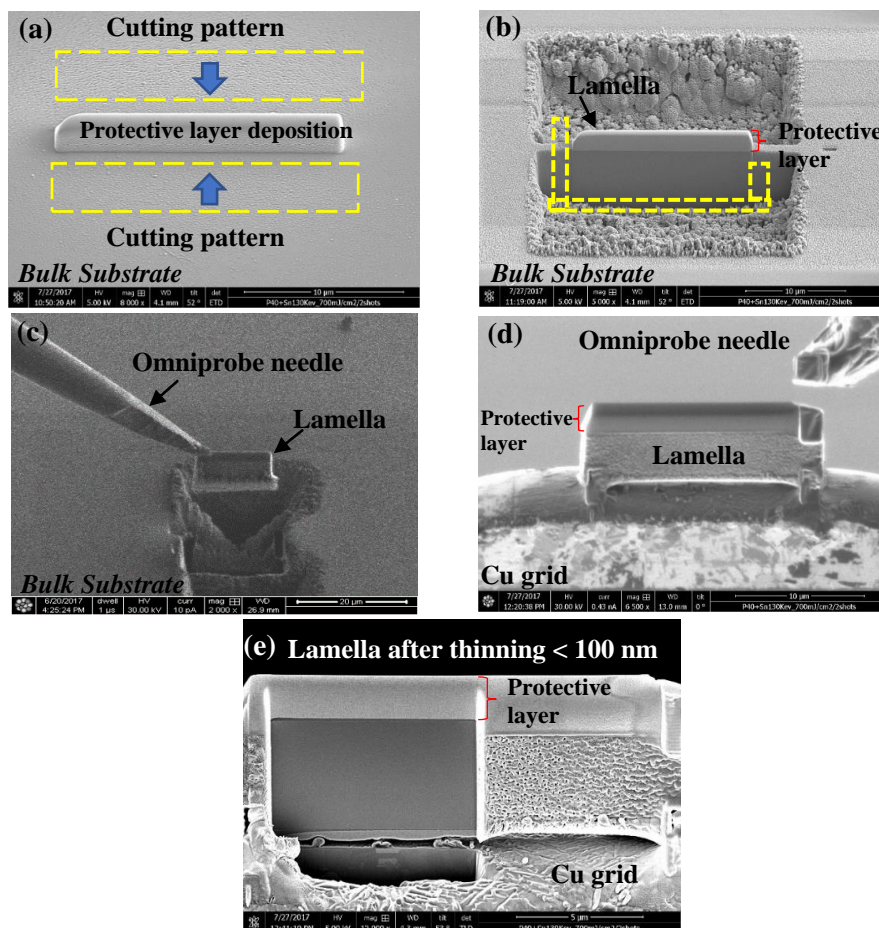 (a)
Cutting pattern
Protective layer deposition
Cutting pattern
Bulk Substrate
7/27/2017 HV mag WD tilt det 10 µm
10:50:20 AM 5.00 kV 8 000 x 4.1 mm 52 ° ETD P40+Sn130Kev_700mJ/cm2/2shots
(b)
Lamella
Protective
layer
Bulk Substrate
7/27/2017 HV mag WD tilt det 10 µm
11:19:00 AM 5.00 kV 5 000 x 4.1 mm 52 ° ETD P40+Sn130Kev_700mJ/cm2/2shots
(c)
Omniprobe needle
Lamella
Bulk Substrate
6/20/2017 dwell HV curr mag WD 20 µm
4:25:24 PM 1 µs 30.00 kV 10 pA 2 000 x 26.9 mm
(d)
Omniprobe needle
Protective
layer
Lamella
Cu grid
7/27/2017 HV curr mag WD tilt 10 µm
12:20:38 PM 30.00 kV 0.43 nA 6 500 x 13.0 mm 0 ° P40+Sn130Kev_700mJ/cm2/2shots
(e) Lamella after thinning < 100 nm
Protective
layer
Cu grid
7/27/2017 HV mag WD tilt det 5 µm